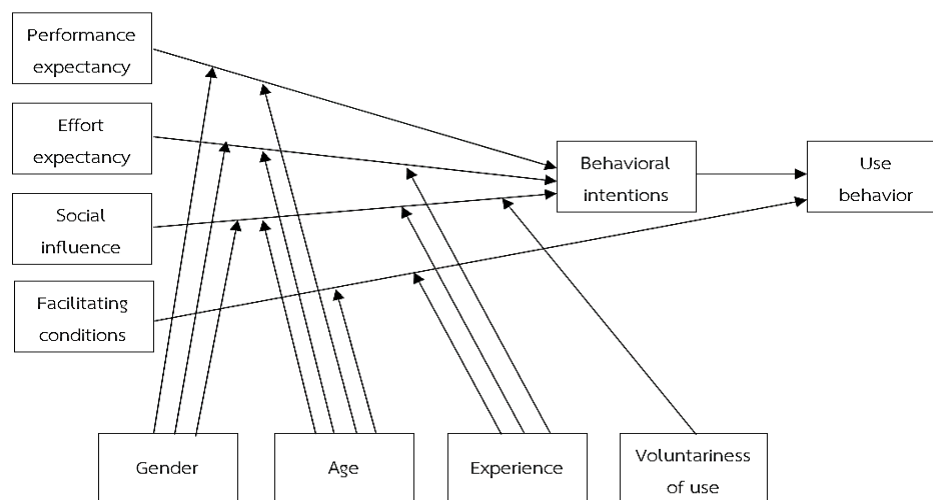 Performance
expectancy
Effort
expectancy
Social
influence
Facilitating
conditions
Behavioral
intentions
Use
behavior
Gender
Age
Experience
Voluntariness
of use